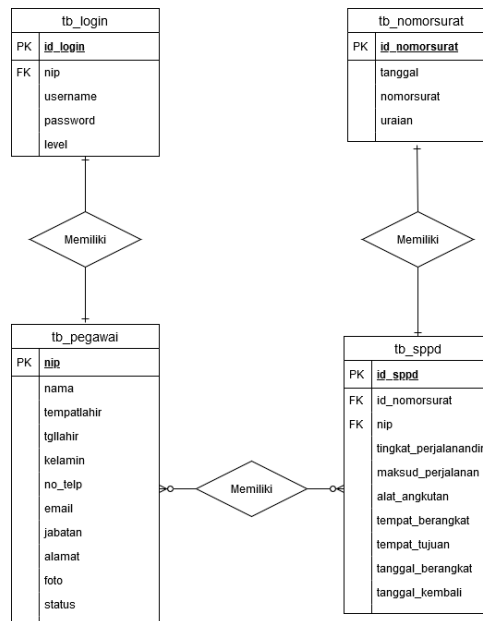 tb_login
PK id_login
FK nip
username
password
level
tb_nomorsurat
PK id_nomorsurat
tanggal
nomorsurat
uraian
Memiliki
Memiliki
tb_pegawai
PK nip
nama
tempatlahir
tgllahir
kelamin
no_telp
email
jabatan
alamat
foto
status
Memiliki
tb_sppd
PK id_sppd
FK id_nomorsurat
FK nip
tingkat_perjalanandin
maksud_perjalanan
alat_angkutan
tempat_berangkat
tempat_tujuan
tanggal_berangkat
tanggal_kembali